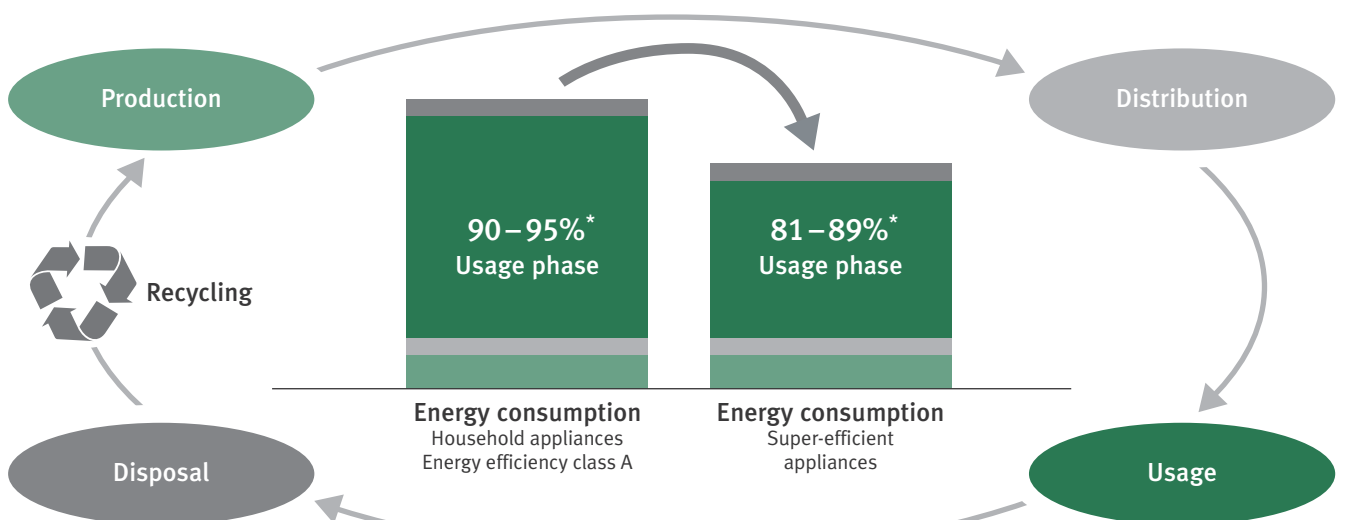 Production
Distribution
90–95%*
Usage phase
81–89%*
Usage phase
Recycling
Energy consumption
Household appliances
Energy efficiency class A
Energy consumption
Super-efficient
appliances
Disposal
Usage